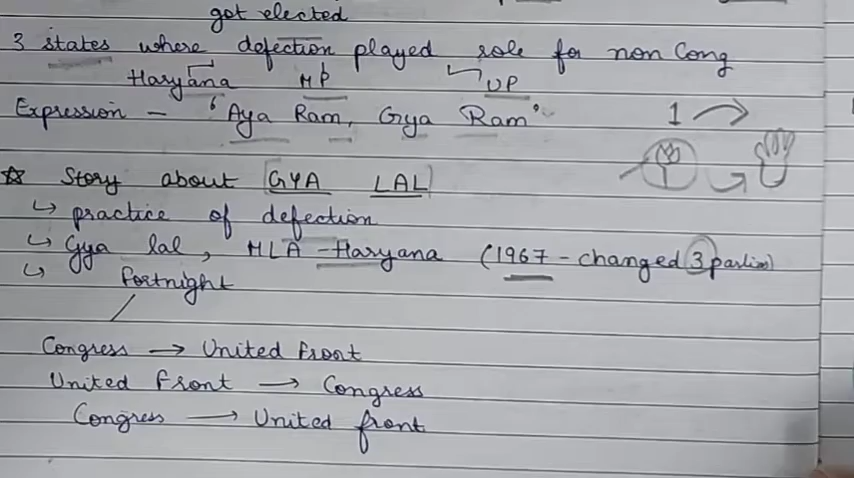 got elected
3 states where defection played role for non Cong
Haryana MP UP
Expression - 'Aya Ram, Gya Ram'
1
☆ Story about GYA LAL
↳ practice of defection
↳ Gya lal, MLA - Haryana (1967 - changed 3 parties)
↳ fortnight
Congress → United Front
United Front → Congress
Congress → United front